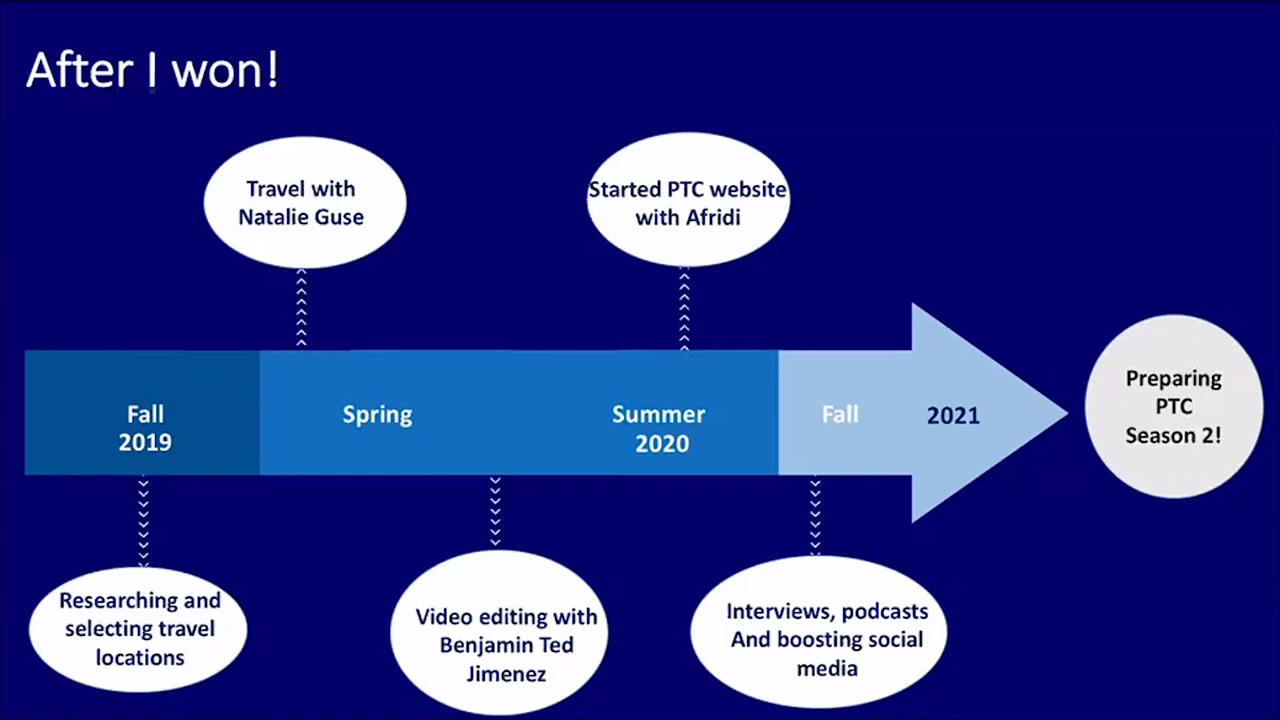 After I won!
Travel with
Natalie Guse
Started PTC website
with Afridi
Fall
2019
Spring
Summer
2020
Fall
2021
Preparing
PTC
Season 2!
Researching and
selecting travel
locations
Video editing with
Benjamin Ted
Jimenez
Interviews, podcasts
And boosting social
media